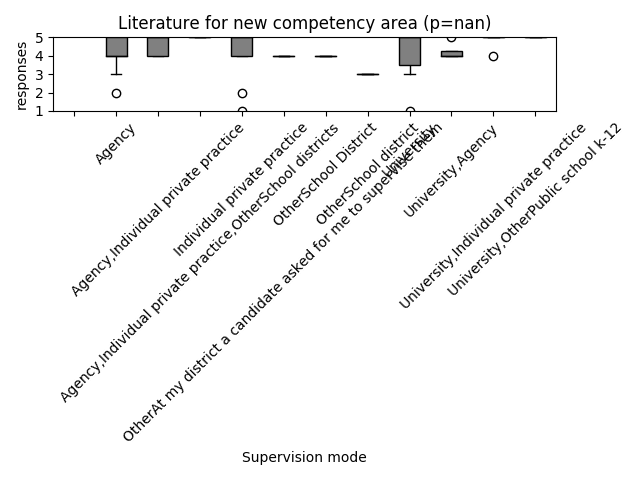 Literature for new competency area (p=nan)
responses
5
4
3
2
1
Agency
Agency,Individual private practice
Individual private practice
Agency,Individual private practice,OtherSchool districts
OtherSchool District
OtherAt my district a candidate asked for me to supervise them
OtherSchool district
University
University,Agency
University,Individual private practice
University,OtherPublic school k-12
Supervision mode